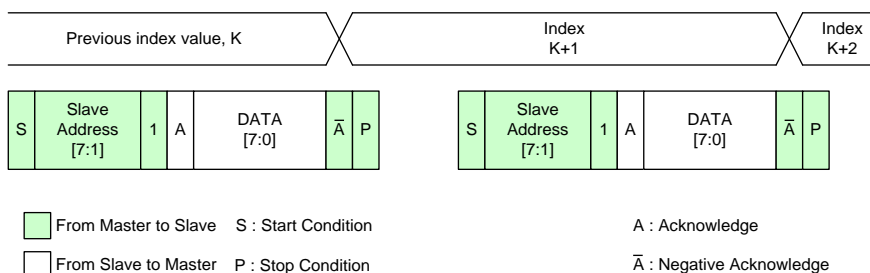 Previous index value, K
Index
K+1
Index
K+2
S
Slave
Address
[7:1]
1
A
DATA
[7:0]
A̅
P
S
Slave
Address
[7:1]
1
A
DATA
[7:0]
A̅
P
From Master to Slave
S : Start Condition
A : Acknowledge
From Slave to Master
P : Stop Condition
A̅ : Negative Acknowledge